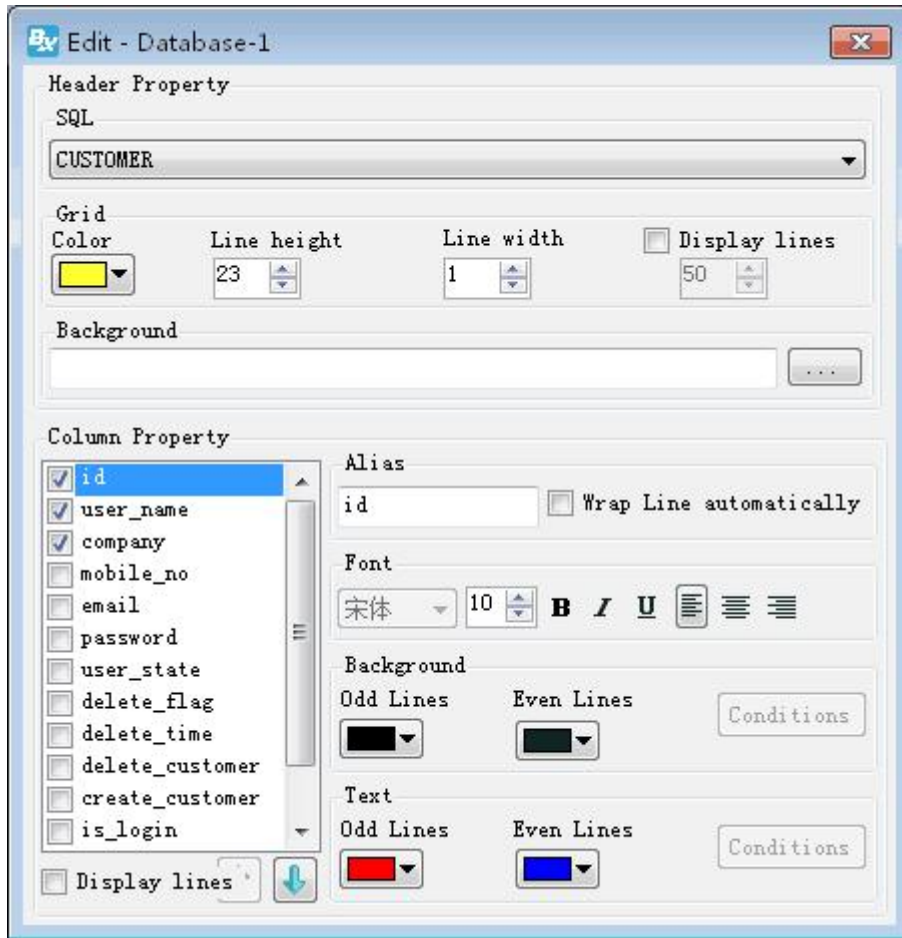 BX Edit - Database-1
Header Property
SQL
CUSTOMER
Grid
Color Line height Line width Display lines
23 1 50
Background
...
Column Property
id
user_name
company
mobile_no
email
password
user_state
delete_flag
delete_time
delete_customer
create_customer
is_login
Display lines
Alias
id Wrap Line automatically
Font
宋体 10 B I U
Background
Odd Lines Even Lines Conditions
Text
Odd Lines Even Lines Conditions